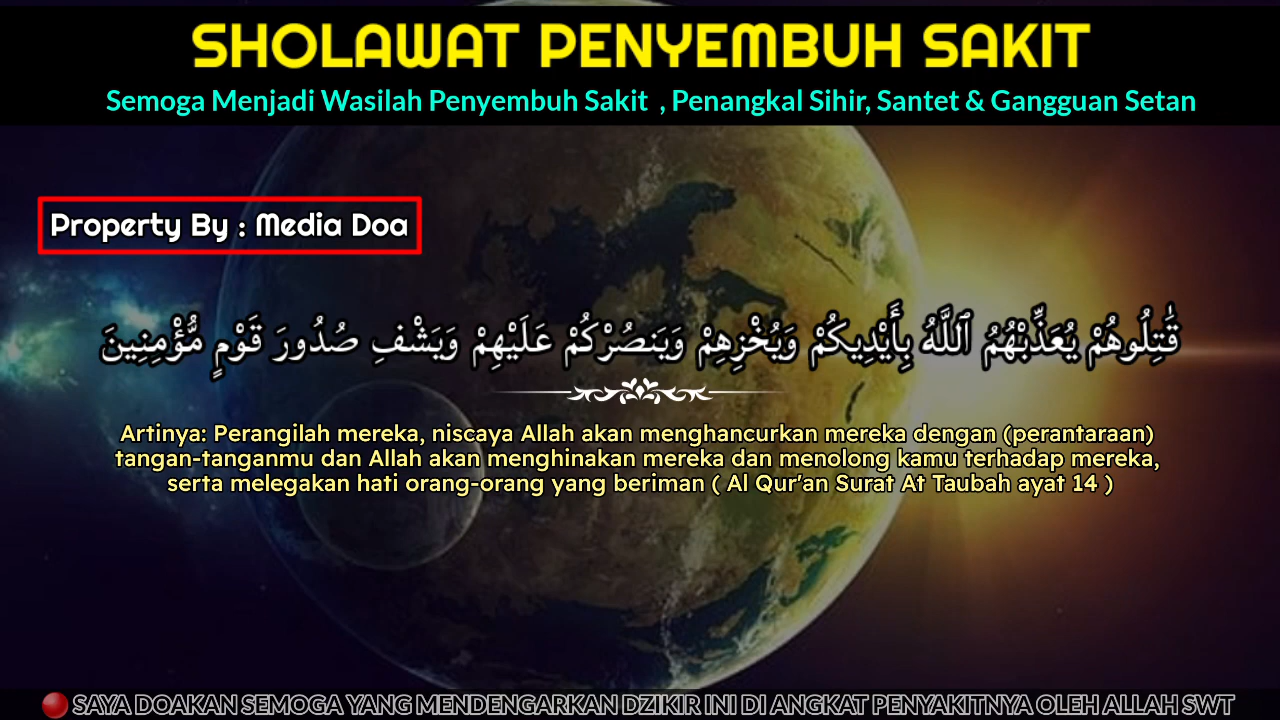 SHOLAWAT PENYEMBUH SAKIT
Semoga Menjadi Wasilah Penyembuh Sakit , Penangkal Sihir, Santet & Gangguan Setan
Property By : Media Doa
قَٰتِلُوهُمْ يُعَذِّبْهُمُ ٱللَّهُ بِأَيْدِيكُمْ وَيُخْزِهِمْ وَيَنصُرْكُمْ عَلَيْهِمْ وَيَشْفِ صُدُورَ قَوْمٍ مُّؤْمِنِينَ
Artinya: Perangilah mereka, niscaya Allah akan menghancurkan mereka dengan (perantaraan)
tangan-tanganmu dan Allah akan menghinakan mereka dan menolong kamu terhadap mereka,
serta melegakan hati orang-orang yang beriman ( Al Qur'an Surat At Taubah ayat 14 )
SAYA DOAKAN SEMOGA YANG MENDENGARKAN DZIKIR INI DI ANGKAT PENYAKITNYA OLEH ALLAH SWT